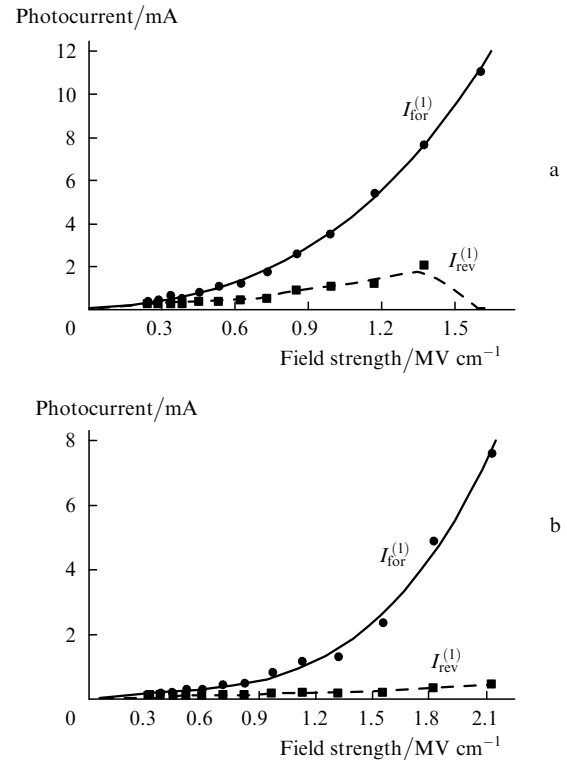 Photocurrent/mA
12
10
8
6
4
2
0
0.3 0.6 0.9 1.2 1.5
Field strength/MV cm⁻¹
I_for^(1)
I_rev^(1)
a
Photocurrent/mA
8
6
4
2
0
0.3 0.6 0.9 1.2 1.5 1.8 2.1
Field strength/MV cm⁻¹
I_for^(1)
I_rev^(1)
b